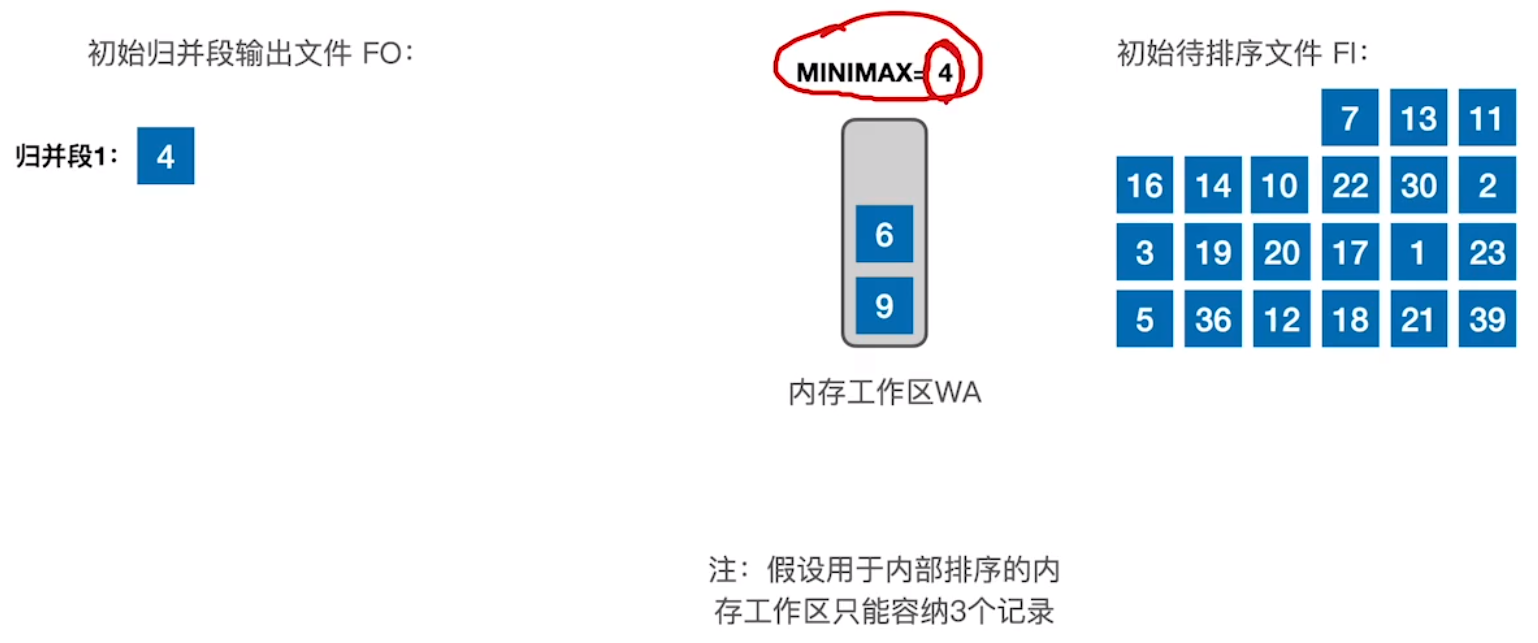 初始归并段输出文件 FO：
MINIMAX= 4
初始待排序文件 FI：
7 13 11
归并段1： 4
16 14 10 22 30 2
6
3 19 20 17 1 23
9
5 36 12 18 21 39
内存工作区WA
注：假设用于内部排序的内
存工作区只能容纳3个记录